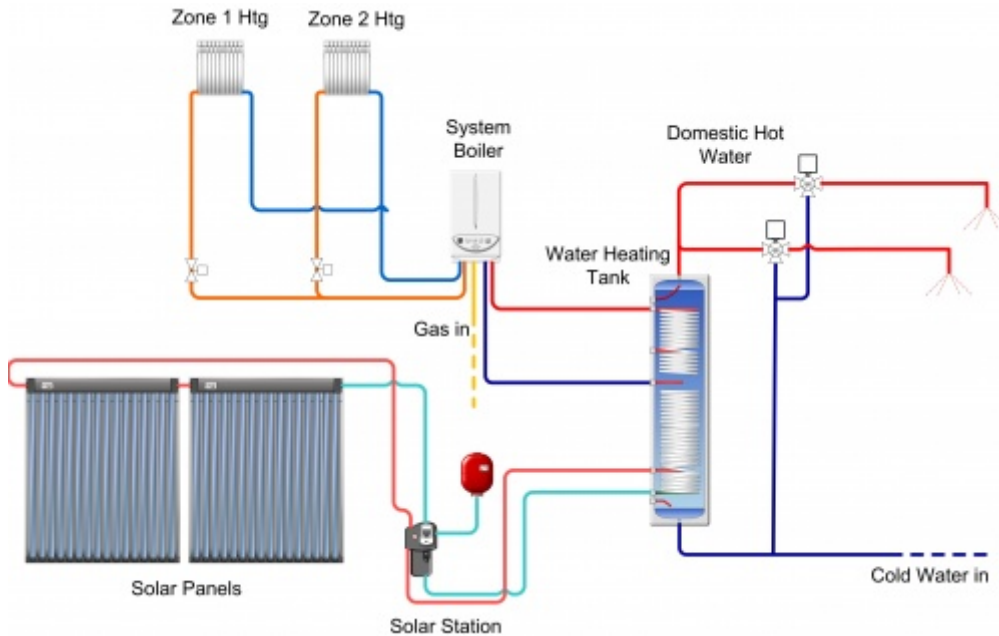 Zone 1 Htg
Zone 2 Htg
System
Boiler
Domestic Hot
Water
Water Heating
Tank
Gas in
Solar Panels
Cold Water in
Solar Station